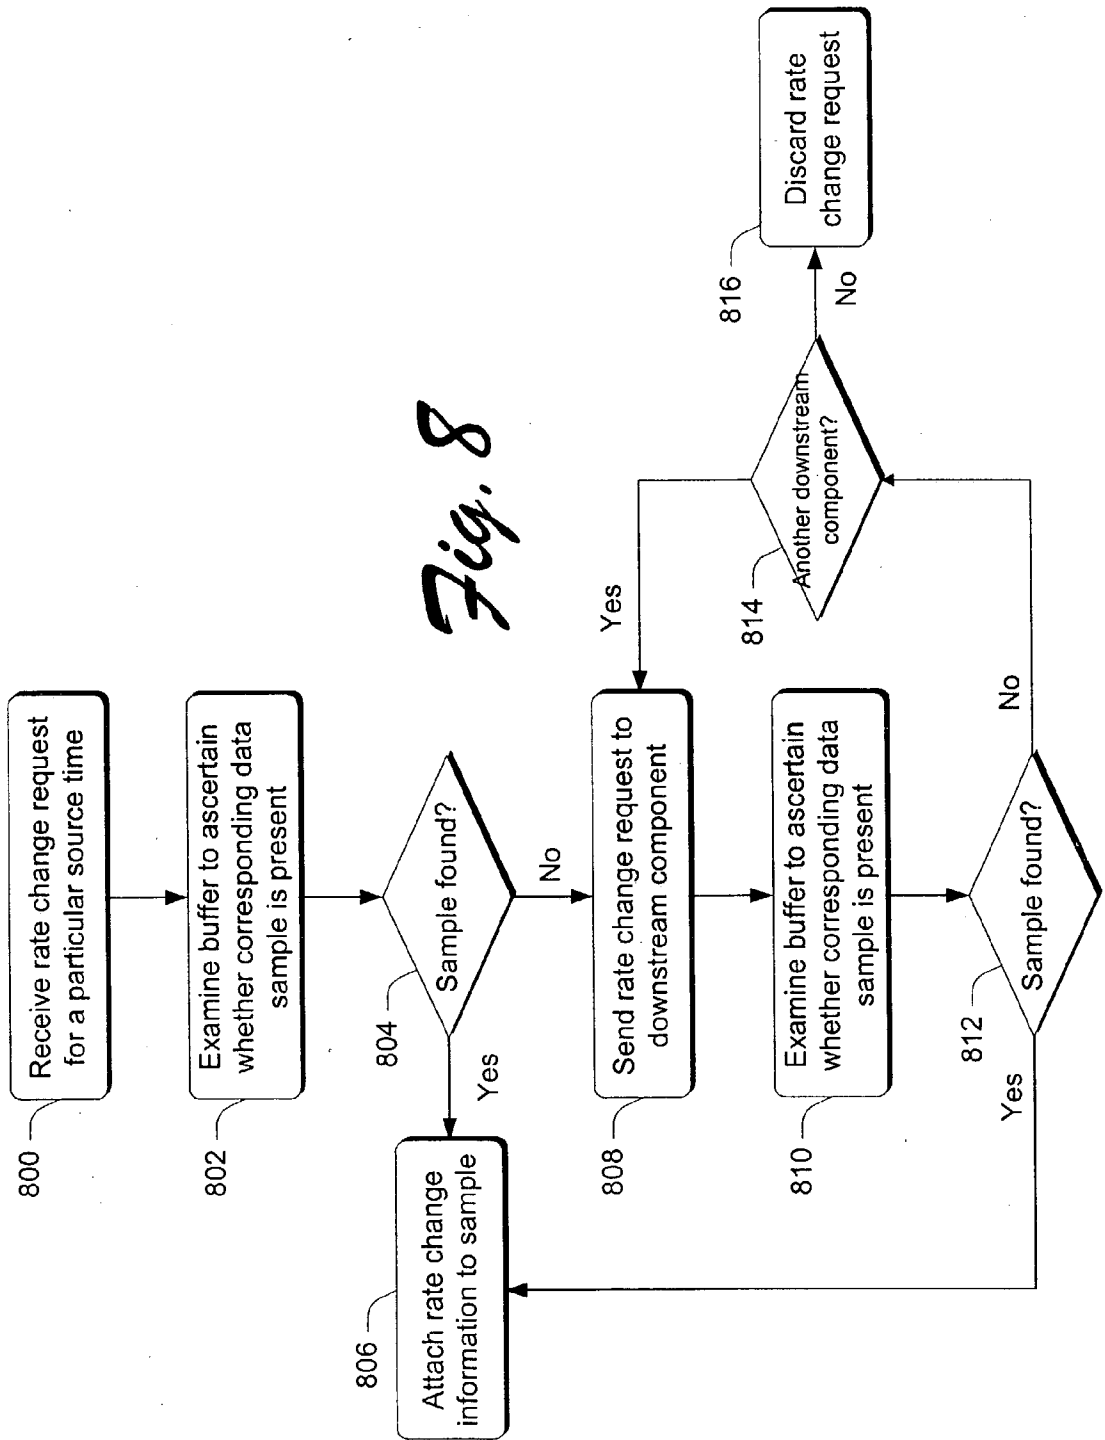 800
Receive rate change request
for a particular source time
802
Examine buffer to ascertain
whether corresponding data
sample is present
804
Sample found?
Yes
No
806
Attach rate change
information to sample
Fig. 8
808
Send rate change request to
downstream component
Yes
810
Examine buffer to ascertain
whether corresponding data
sample is present
814
Another downstream
component?
No
816
Discard rate
change request
812
Sample found?
Yes
No